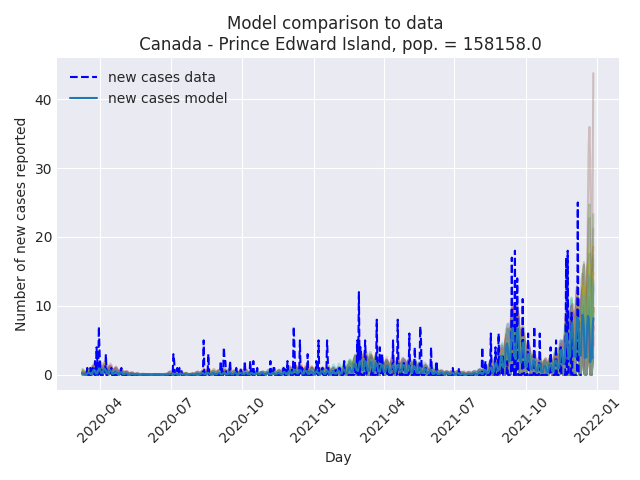 Model comparison to data
Canada - Prince Edward Island, pop. = 158158.0
new cases data
new cases model
Number of new cases reported
40
30
20
10
0
2020-04
2020-07
2020-10
2021-01
2021-04
2021-07
2021-10
2022-01
Day